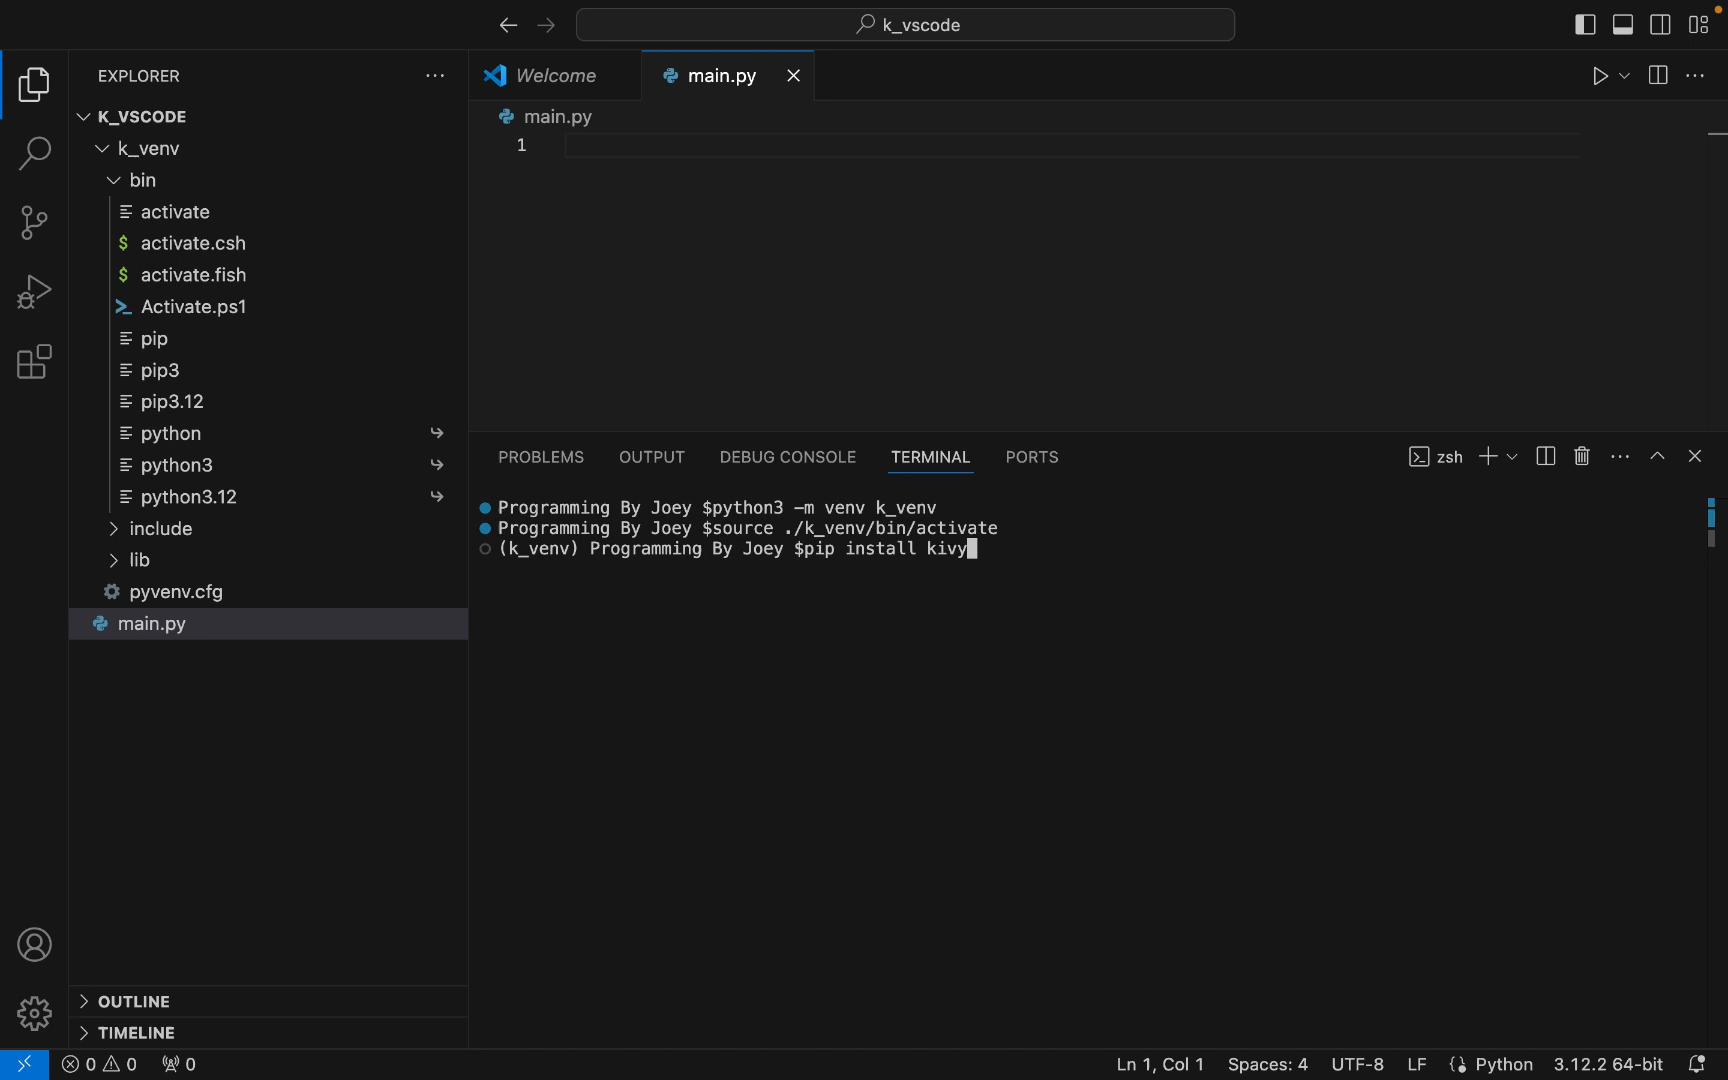 k_vscode
EXPLORER
K_VSCODE
k_venv
bin
activate
$ activate.csh
$ activate.fish
Activate.ps1
pip
pip3
pip3.12
python
python3
python3.12
include
lib
pyvenv.cfg
main.py
OUTLINE
TIMELINE
Welcome
main.py
main.py
1
PROBLEMS OUTPUT DEBUG CONSOLE TERMINAL PORTS
zsh
Programming By Joey $python3 -m venv k_venv
Programming By Joey $source ./k_venv/bin/activate
(k_venv) Programming By Joey $pip install kivy
0 0 0
Ln 1, Col 1 Spaces: 4 UTF-8 LF Python 3.12.2 64-bit